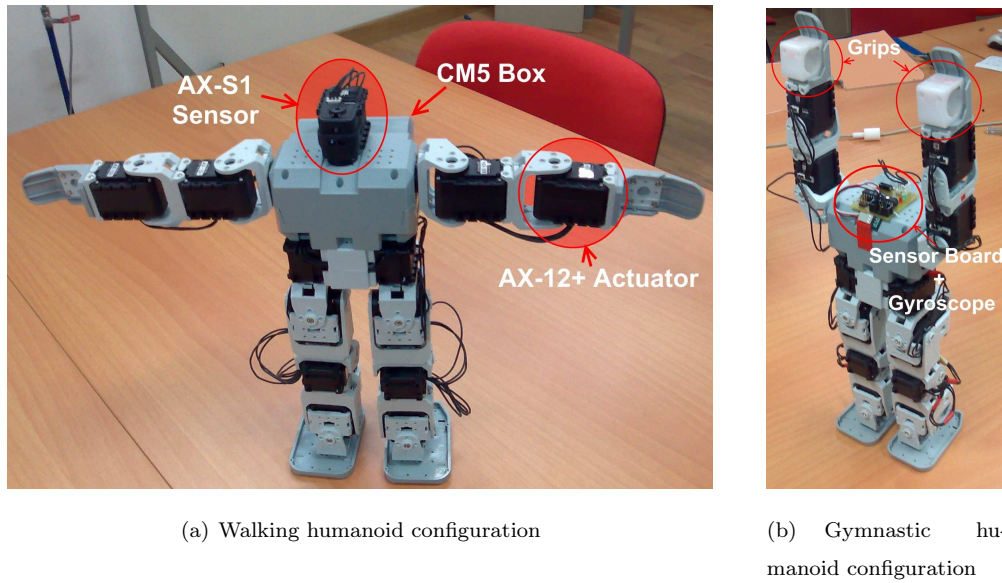 AX-S1
Sensor
CM5 Box
AX-12+ Actuator
Grips
Sensor Board
+
Gyroscope
(a) Walking humanoid configuration
(b) Gymnastic hu-
manoid configuration